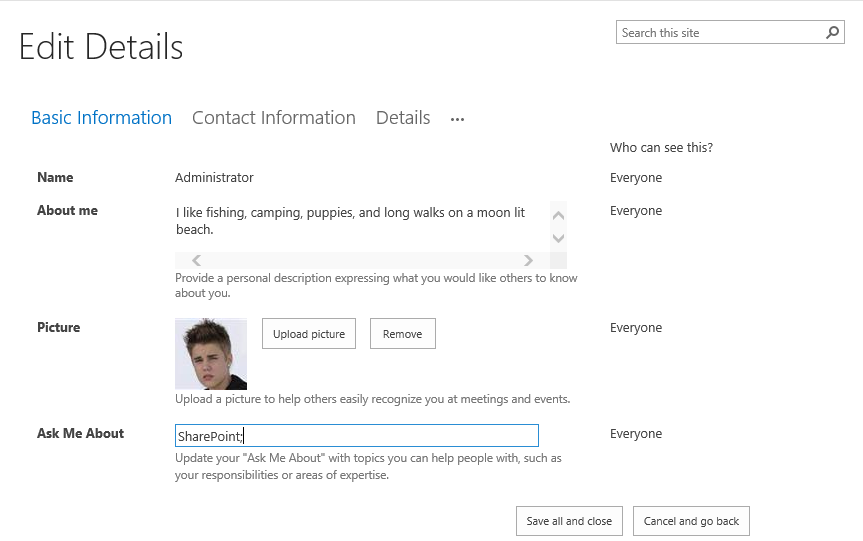 Search this site
Edit Details
Basic Information Contact Information Details ...
Who can see this?
Name Administrator Everyone
About me I like fishing, camping, puppies, and long walks on a moon lit Everyone
beach.
Provide a personal description expressing what you would like others to know
about you.
Picture Upload picture Remove Everyone
Upload a picture to help others easily recognize you at meetings and events.
Ask Me About SharePoint; Everyone
Update your "Ask Me About" with topics you can help people with, such as
your responsibilities or areas of expertise.
Save all and close Cancel and go back